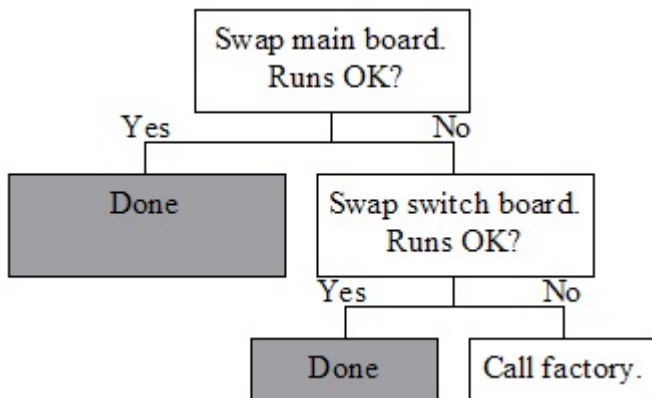 Swap main board.
Runs OK?
Yes
No
Done
Swap switch board.
Runs OK?
Yes
No
Done
Call factory.